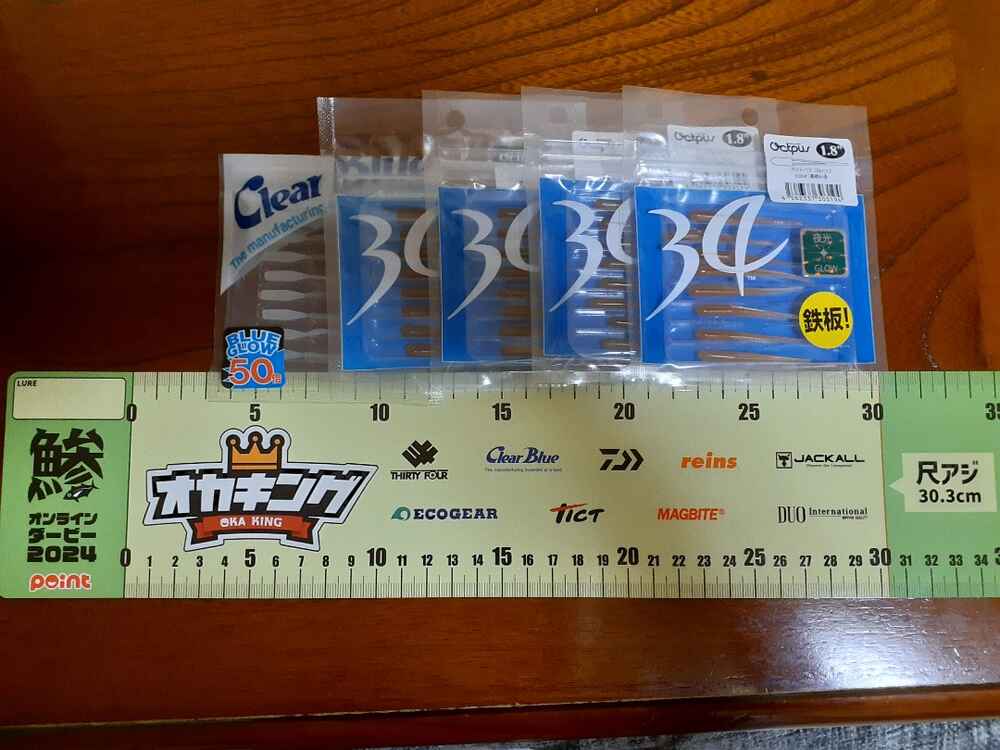 Octpus 1.8"
Octpus 1.8"
Clear
The manufacturing
34
34
34
34
夜光
GLOW
鉄板!
BLUE
GLOW
50倍
LURE
0 5 10 15 20 25 30 35
鯵
オンライン
ダービー
2024
point
オカキング
OKA KING
THIRTY FOUR
Clear Blue
reins
JACKALL
ECOGEAR
TICT
MAGBITE
DUO International
尺アジ
30.3cm
0 1 2 3 4 5 6 7 8 9 10 11 12 13 14 15 16 17 18 19 20 21 22 23 24 25 26 27 28 29 30 31 32 33 34